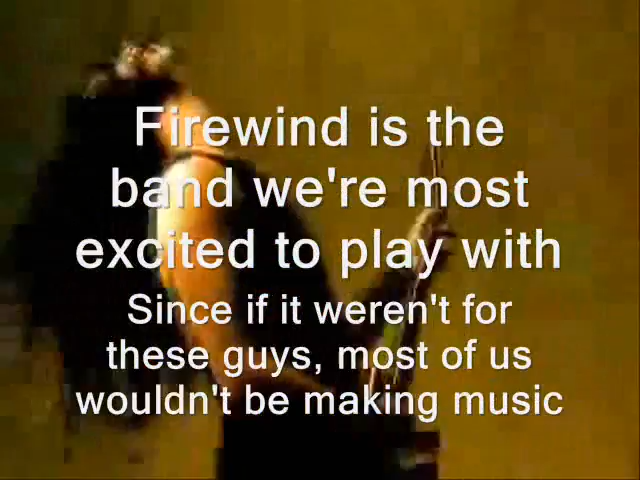 Firewind is the
band we're most
excited to play with
Since if it weren't for
these guys, most of us
wouldn't be making music